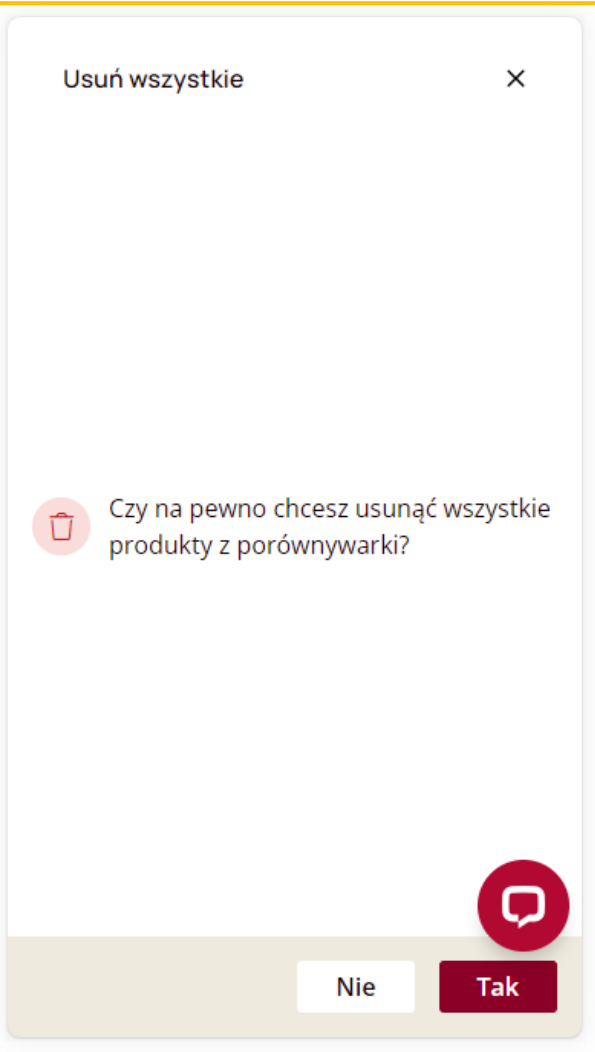 Usuń wszystkie
Czy na pewno chcesz usunąć wszystkie
produkty z porównywarki?
Nie
Tak